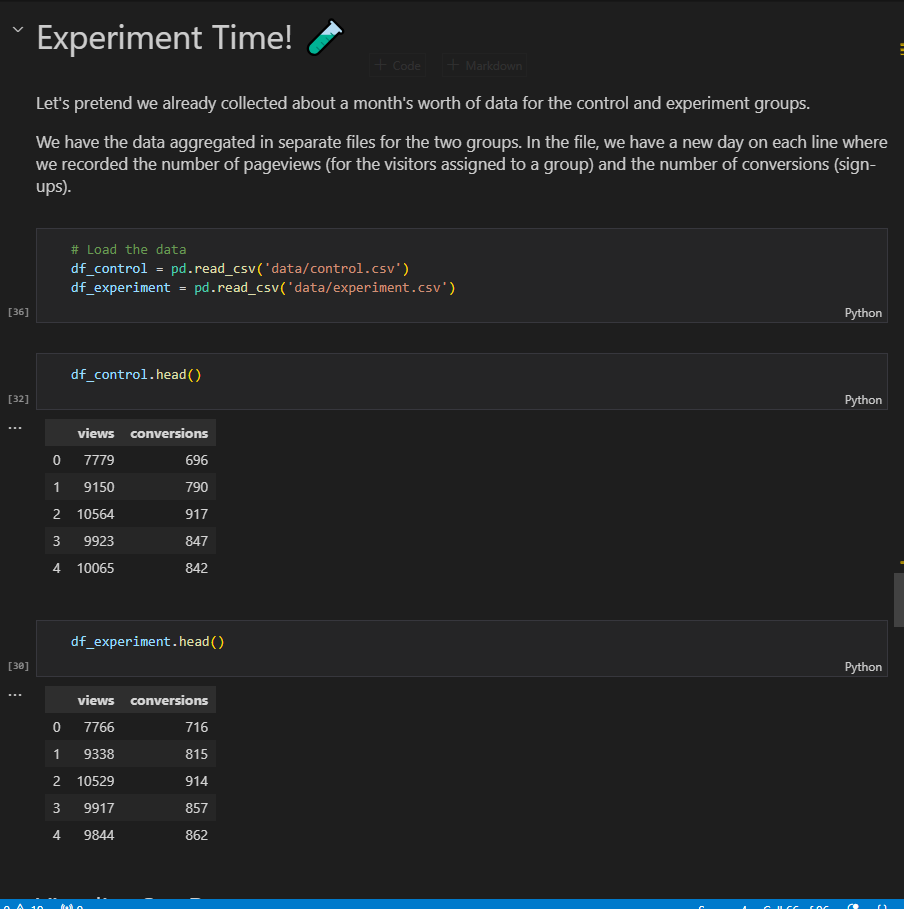 Experiment Time!
+ Code + Markdown
Let's pretend we already collected about a month's worth of data for the control and experiment groups.
We have the data aggregated in separate files for the two groups. In the file, we have a new day on each line where
we recorded the number of pageviews (for the visitors assigned to a group) and the number of conversions (sign-
ups).
# Load the data
df_control = pd.read_csv('data/control.csv')
df_experiment = pd.read_csv('data/experiment.csv')
[36] Python
df_control.head()
[32] Python
...
views conversions
0 7779 696
1 9150 790
2 10564 917
3 9923 847
4 10065 842
df_experiment.head()
[30] Python
...
views conversions
0 7766 716
1 9338 815
2 10529 914
3 9917 857
4 9844 862